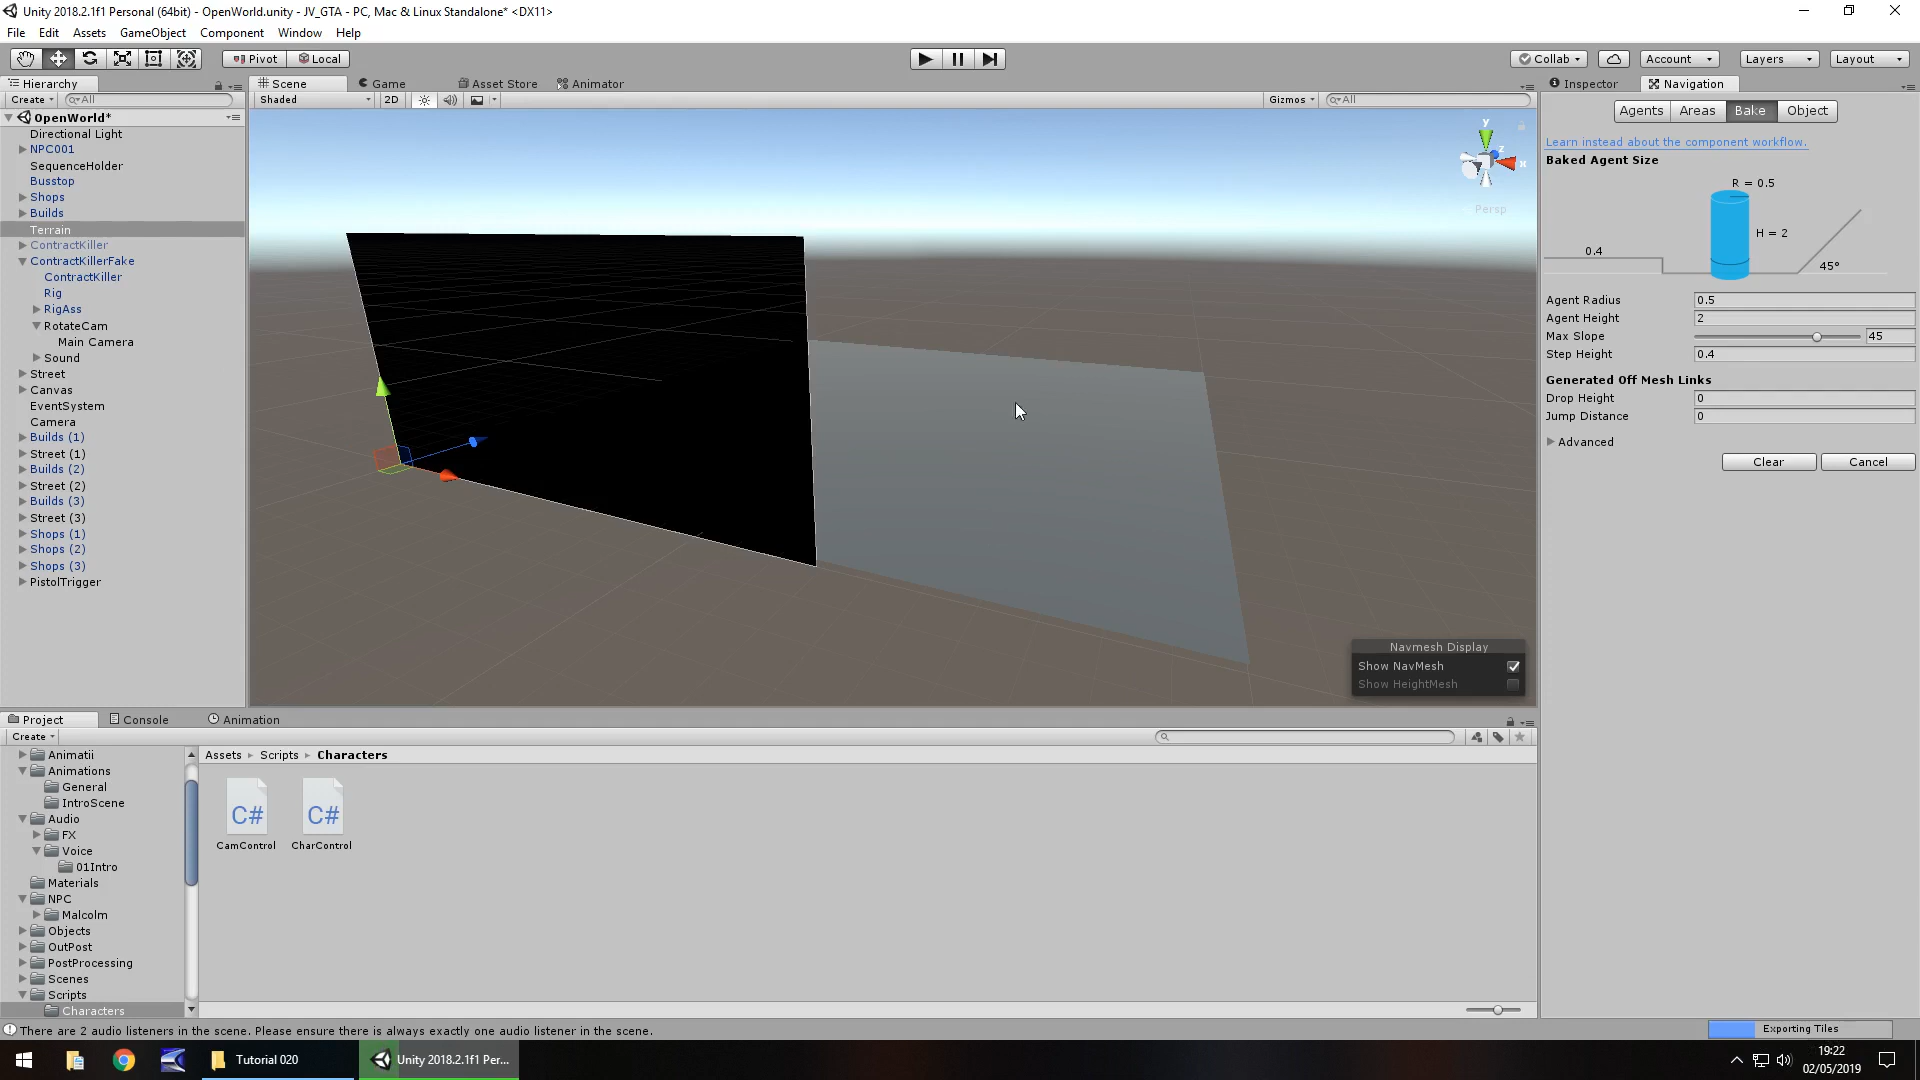 Unity 2018.2.1f1 Personal (64bit) - OpenWorld.unity - JV_GTA - PC, Mac & Linux Standalone* <DX11>
File Edit Assets GameObject Component Window Help
Pivot Local Collab Account Layers Layout
Hierarchy
Create All
OpenWorld*
Directional Light
NPC001
SequenceHolder
Busstop
Shops
Builds
Terrain
ContractKiller
ContractKillerFake
ContractKiller
Rig
RigAss
RotateCam
Main Camera
Sound
Street
Canvas
EventSystem
Camera
Builds (1)
Street (1)
Builds (2)
Street (2)
Builds (3)
Street (3)
Shops (1)
Shops (2)
Shops (3)
PistolTrigger
Scene Game Asset Store Animator
Shaded 2D Gizmos All
y
z
x
Persp
Navmesh Display
Show NavMesh
Show HeightMesh
Inspector Navigation
Agents Areas Bake Object
Learn instead about the component workflow.
Baked Agent Size
R = 0.5
H = 2
0.4
45°
Agent Radius 0.5
Agent Height 2
Max Slope 45
Step Height 0.4
Generated Off Mesh Links
Drop Height 0
Jump Distance 0
Advanced
Clear Cancel
Project Console Animation
Create
Animatii
Animations
General
IntroScene
Audio
FX
Voice
01Intro
Materials
NPC
Malcolm
Objects
OutPost
PostProcessing
Scenes
Scripts
Characters
Assets Scripts Characters
C# C#
CamControl CharControl
There are 2 audio listeners in the scene. Please ensure there is always exactly one audio listener in the scene.
Exporting Tiles
Tutorial 020
Unity 2018.2.1f1 Per...
19:22
02/05/2019